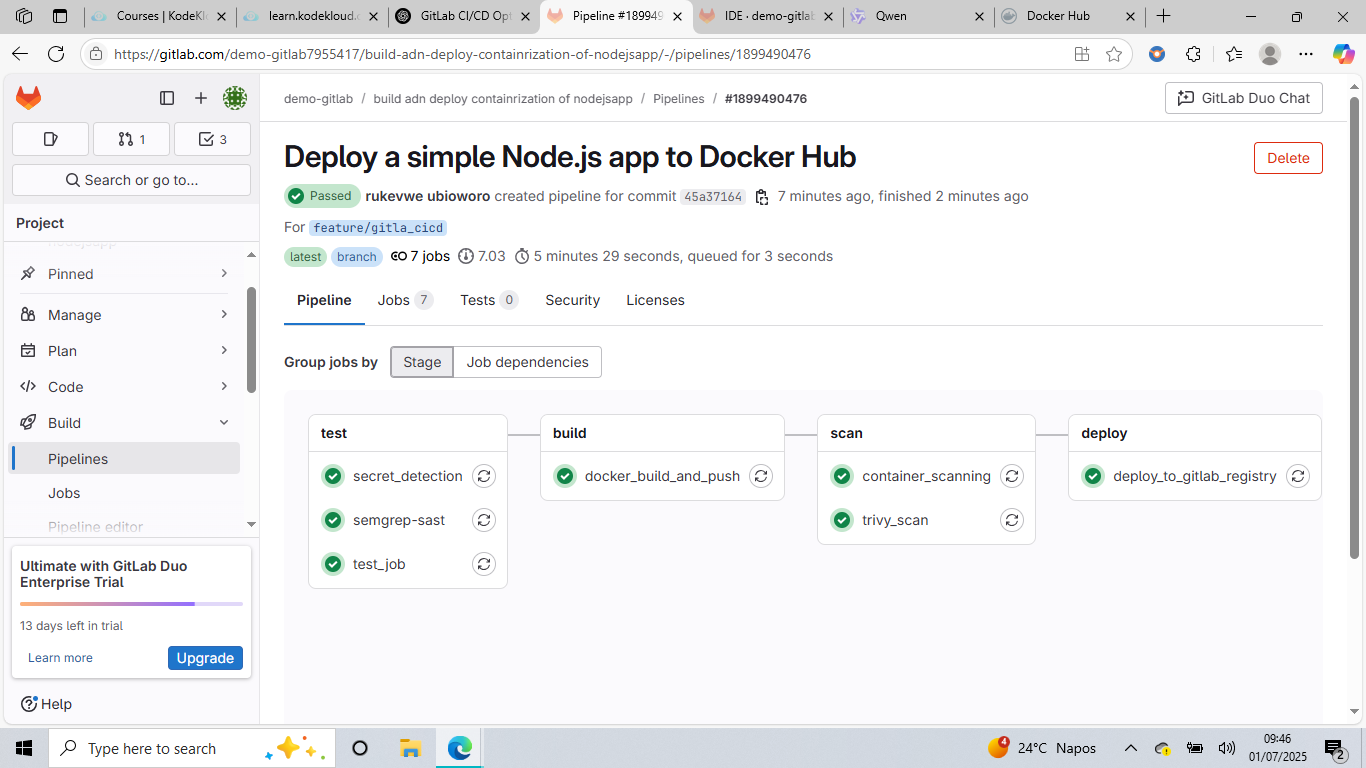 Courses | KodeKl
learn.kodekloud.c
GitLab CI/CD Opt
Pipeline #189949
IDE · demo-gitlab
Qwen
Docker Hub
https://gitlab.com/demo-gitlab7955417/build-adn-deploy-containrization-of-nodejsapp/-/pipelines/1899490476
demo-gitlab / build adn deploy containrization of nodejsapp / Pipelines / #1899490476
GitLab Duo Chat
1
3
Search or go to...
Project
nodejsapp
Pinned
Manage
Plan
Code
Build
Pipelines
Jobs
Pipeline editor
Ultimate with GitLab Duo
Enterprise Trial
13 days left in trial
Learn more
Upgrade
Help
Deploy a simple Node.js app to Docker Hub
Delete
Passed rukevwe ubioworo created pipeline for commit 45a37164 7 minutes ago, finished 2 minutes ago
For feature/gitla_cicd
latest branch 7 jobs 7.03 5 minutes 29 seconds, queued for 3 seconds
Pipeline Jobs 7 Tests 0 Security Licenses
Group jobs by Stage Job dependencies
test
secret_detection
semgrep-sast
test_job
build
docker_build_and_push
scan
container_scanning
trivy_scan
deploy
deploy_to_gitlab_registry
Type here to search
4
24°C Napos
09:46
01/07/2025
2